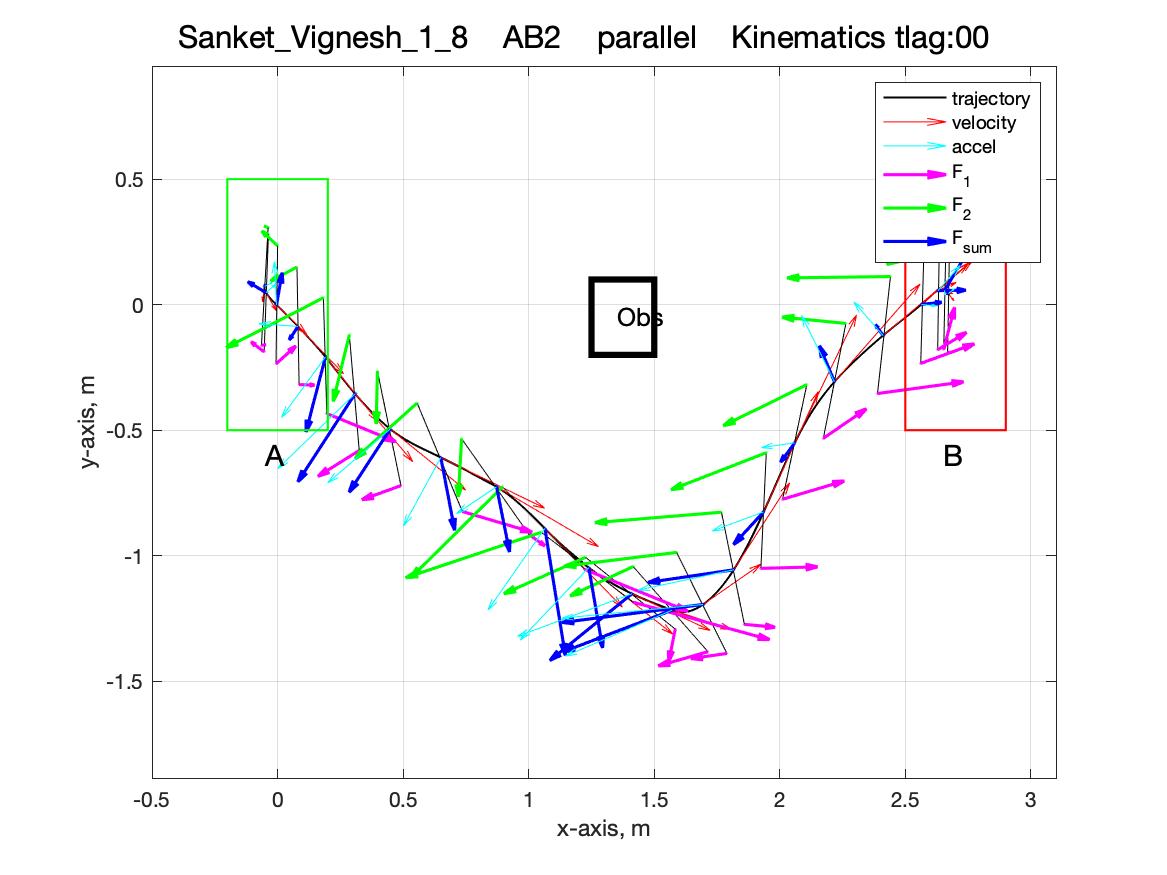 Sanket_Vignesh_1_8 AB2 parallel Kinematics tlag:00
trajectory
velocity
accel
F1
F2
Fsum
0.5
0
-0.5
-1
-1.5
y-axis, m
Obs
A
B
-0.5 0 0.5 1 1.5 2 2.5 3
x-axis, m